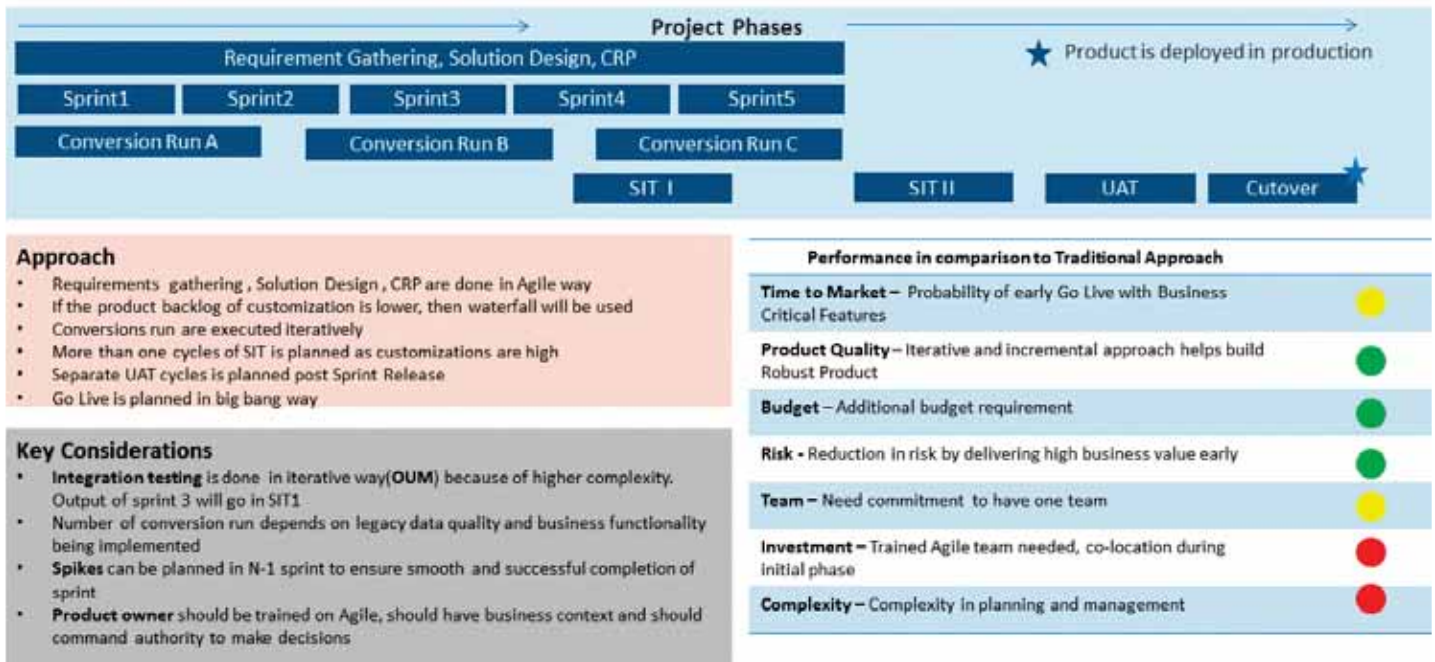 Project Phases
Requirement Gathering, Solution Design, CRP
Product is deployed in production
Sprint1
Sprint2
Sprint3
Sprint4
Sprint5
Conversion Run A
Conversion Run B
Conversion Run C
SIT I
SIT II
UAT
Cutover
Approach
• Requirements gathering , Solution Design , CRP are done in Agile way
• If the product backlog of customization is lower, then waterfall will be used
• Conversions run are executed iteratively
• More than one cycles of SIT is planned as customizations are high
• Separate UAT cycles is planned post Sprint Release
• Go Live is planned in big bang way
Key Considerations
• Integration testing is done in iterative way(OUM) because of higher complexity.
Output of sprint 3 will go in SIT1
• Number of conversion run depends on legacy data quality and business functionality
being implemented
• Spikes can be planned in N-1 sprint to ensure smooth and successful completion of
sprint
• Product owner should be trained on Agile, should have business context and should
command authority to make decisions
Performance in comparison to Traditional Approach
Time to Market – Probability of early Go Live with Business
Critical Features
Product Quality – Iterative and incremental approach helps build
Robust Product
Budget – Additional budget requirement
Risk - Reduction in risk by delivering high business value early
Team – Need commitment to have one team
Investment – Trained Agile team needed, co-location during
initial phase
Complexity – Complexity in planning and management